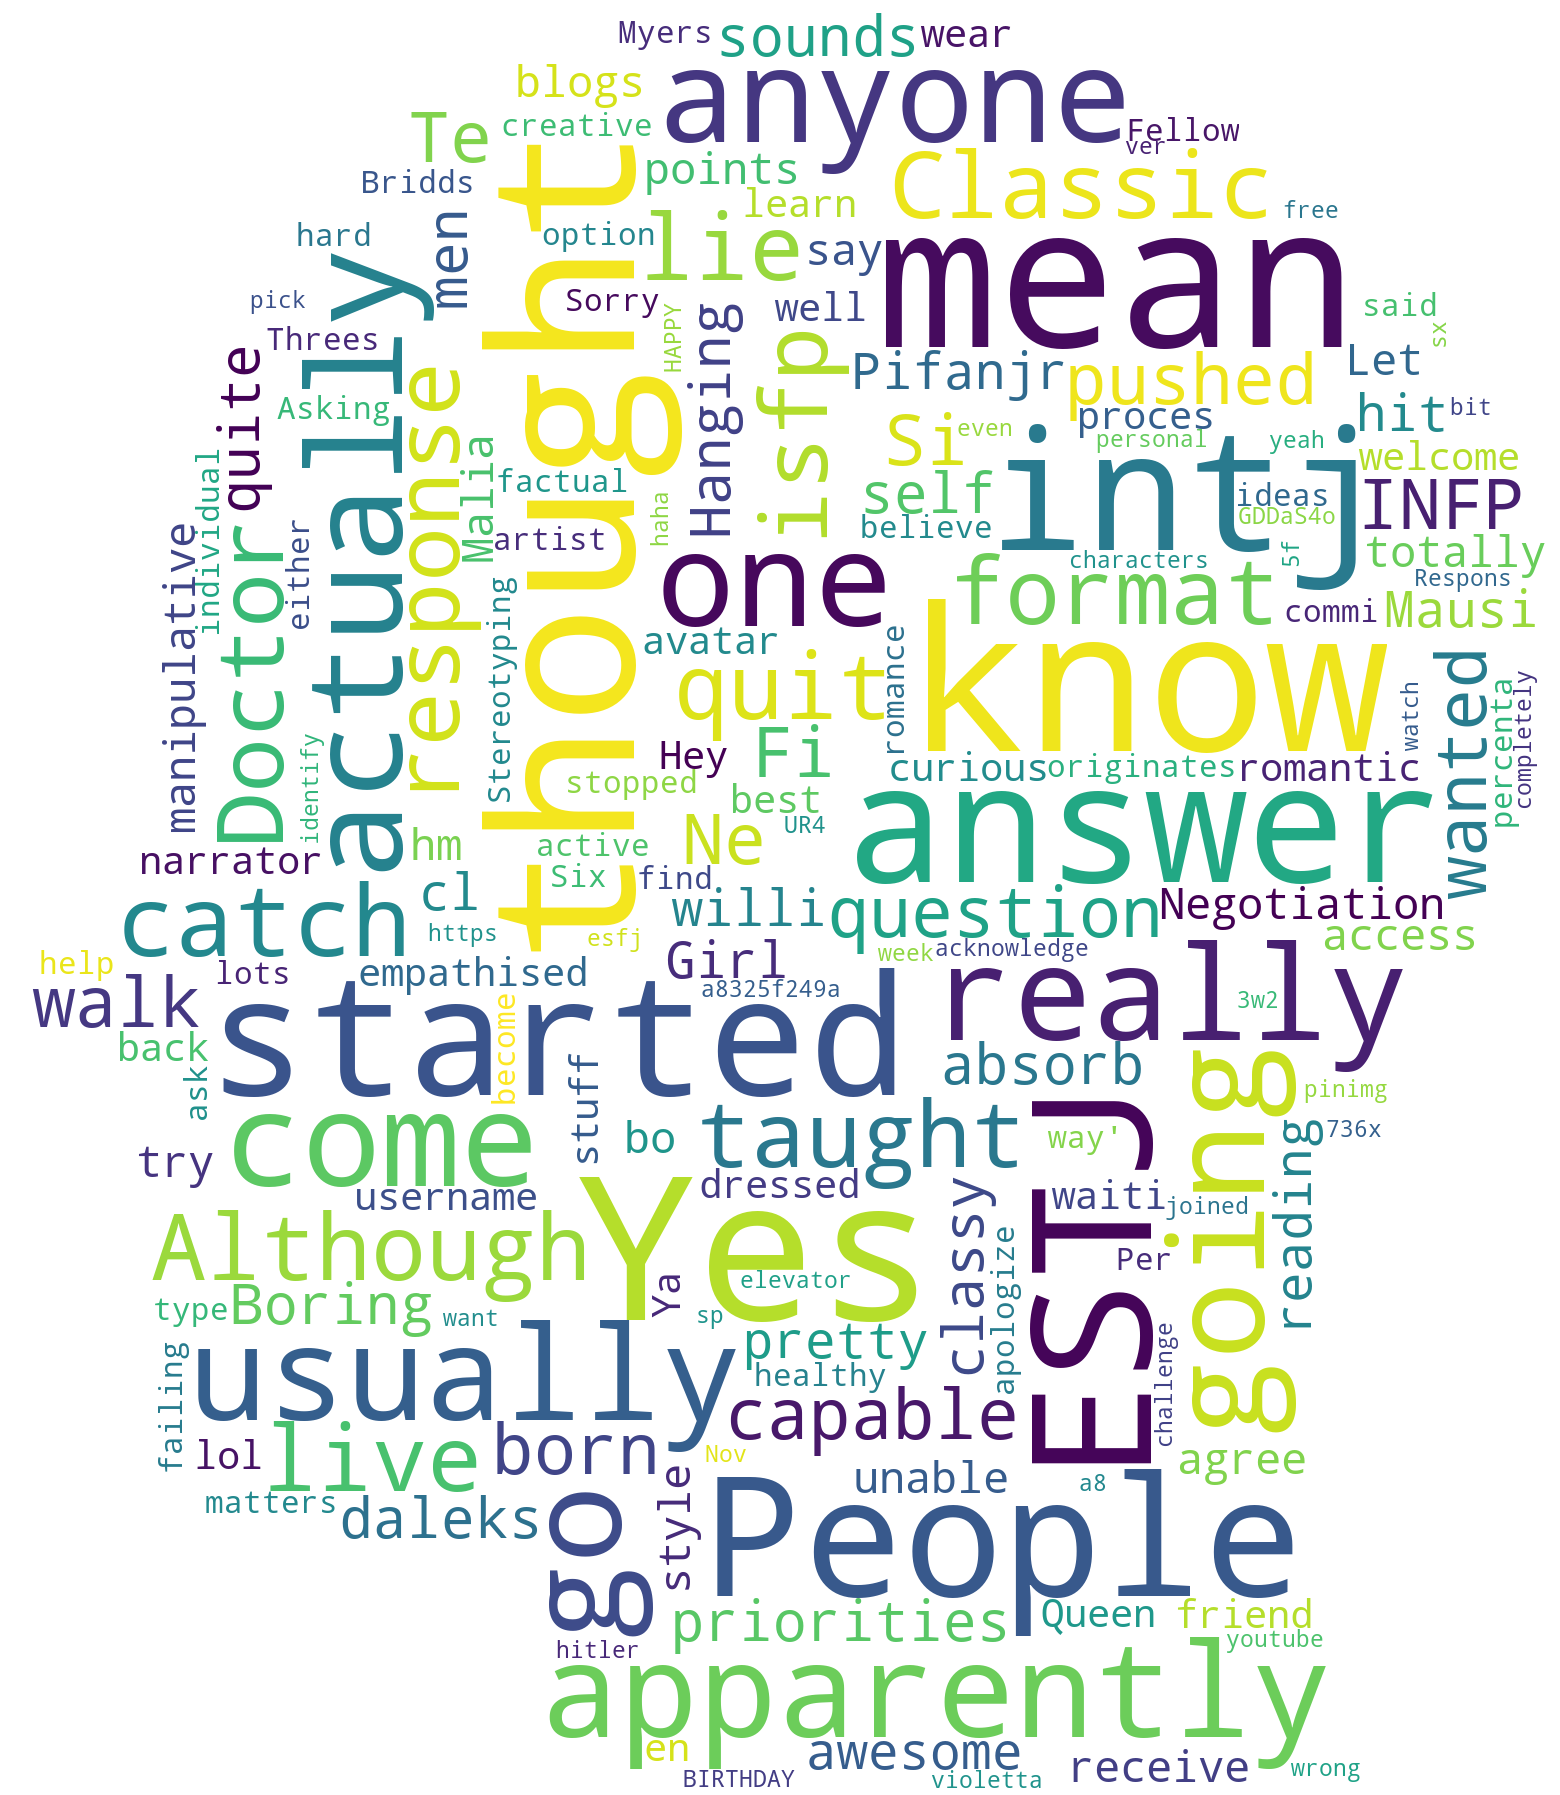 Myers
sounds
wear
blogs
anyone
Te
creative
Fellow
ver
Bridds
points
Classic
learn
free
men
hard
option
lie
say
mean
actually
thought
pick
Sorry
HAPPY
Hanging
well
said
sx
Threes
quite
isfp
Pifanjr
pushed
Let
Asking
response
Si
even
proces
hit
bit
personal
yeah
intj
welcome
Malia
factual
self
ideas
INFP
individual
haha
believe
GDDaS4o
manipulative
Doctor
either
artist
one
characters
5f
totally
format
Respons
Stereotyping
commi
Mausi
avatar
know
romance
quit
wanted
watch
percenta
completely
identify
Hey
Fi
stopped
curious
originates
romantic
best
answer
narrator
hm
active
Ne
UR4
Six
find
catch
cl
willi
question
Negotiation
https
esfj
Girl
week
acknowledge
access
help
lots
empathised
really
walk
a8325f249a
started
3w2
become
back
ask
stuff
absorb
ESTJ
going
pinimg
come
bo
taught
way'
reading
736x
try
username
Yes
dressed
classy
waiti
joined
Although
apologize
Per
type
Boring
want
Ya
elevator
sp
usually
pretty
failing
healthy
challenge
capable
lol
live
born
Nov
agree
style
unable
a8
matters
daleks
go
People
priorities
Queen
friend
hitler
youtube
apparently
en
awesome
BIRTHDAY
violetta
receive
wrong